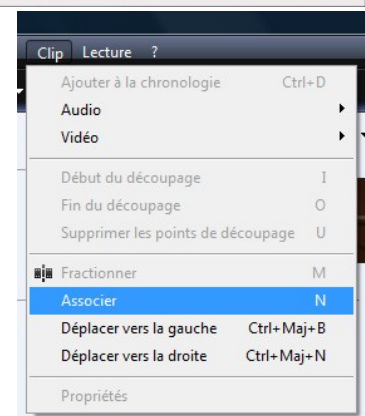 Clip Lecture ?
Ajouter à la chronologie Ctrl+D
Audio
Vidéo
Début du découpage I
Fin du découpage O
Supprimer les points de découpage U
Fractionner M
Associer N
Déplacer vers la gauche Ctrl+Maj+B
Déplacer vers la droite Ctrl+Maj+N
Propriétés